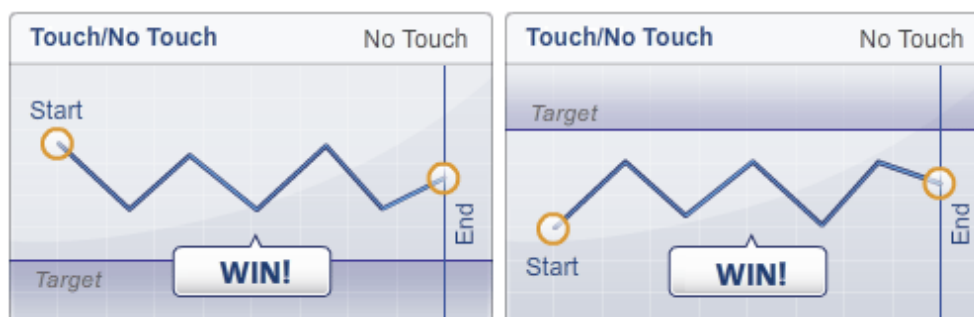 Touch/No Touch No Touch
Start
End
WIN!
Target
Touch/No Touch No Touch
Target
End
Start
WIN!